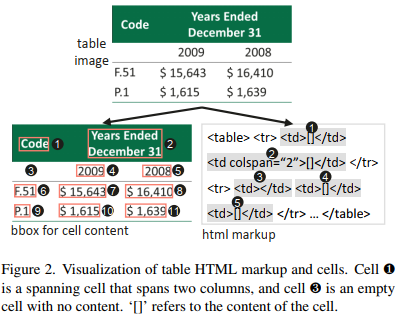 Code Years Ended
December 31
table
image
2009 2008
F.51 $ 15,643 $ 16,410
P.1 $ 1,615 $ 1,639
Code ❶ Years Ended
December 31 ❷
❸ 2009 ❹ 2008 ❺
F.51 ❻ $ 15,643 ❼ $ 16,410 ❽
P.1 ❾ $ 1,615 ❿ $ 1,639 ⓫
bbox for cell content
❶
<table> <tr> <td>[]</td>
❷
<td colspan="2">[]</td> </tr>
❸ ❹
<tr> <td></td> <td>[]</td>
❺
<td>[]</td> </tr> ... </table>
html markup
Figure 2. Visualization of table HTML markup and cells. Cell ❶
is a spanning cell that spans two columns, and cell ❸ is an empty
cell with no content. ‘[]’ refers to the content of the cell.